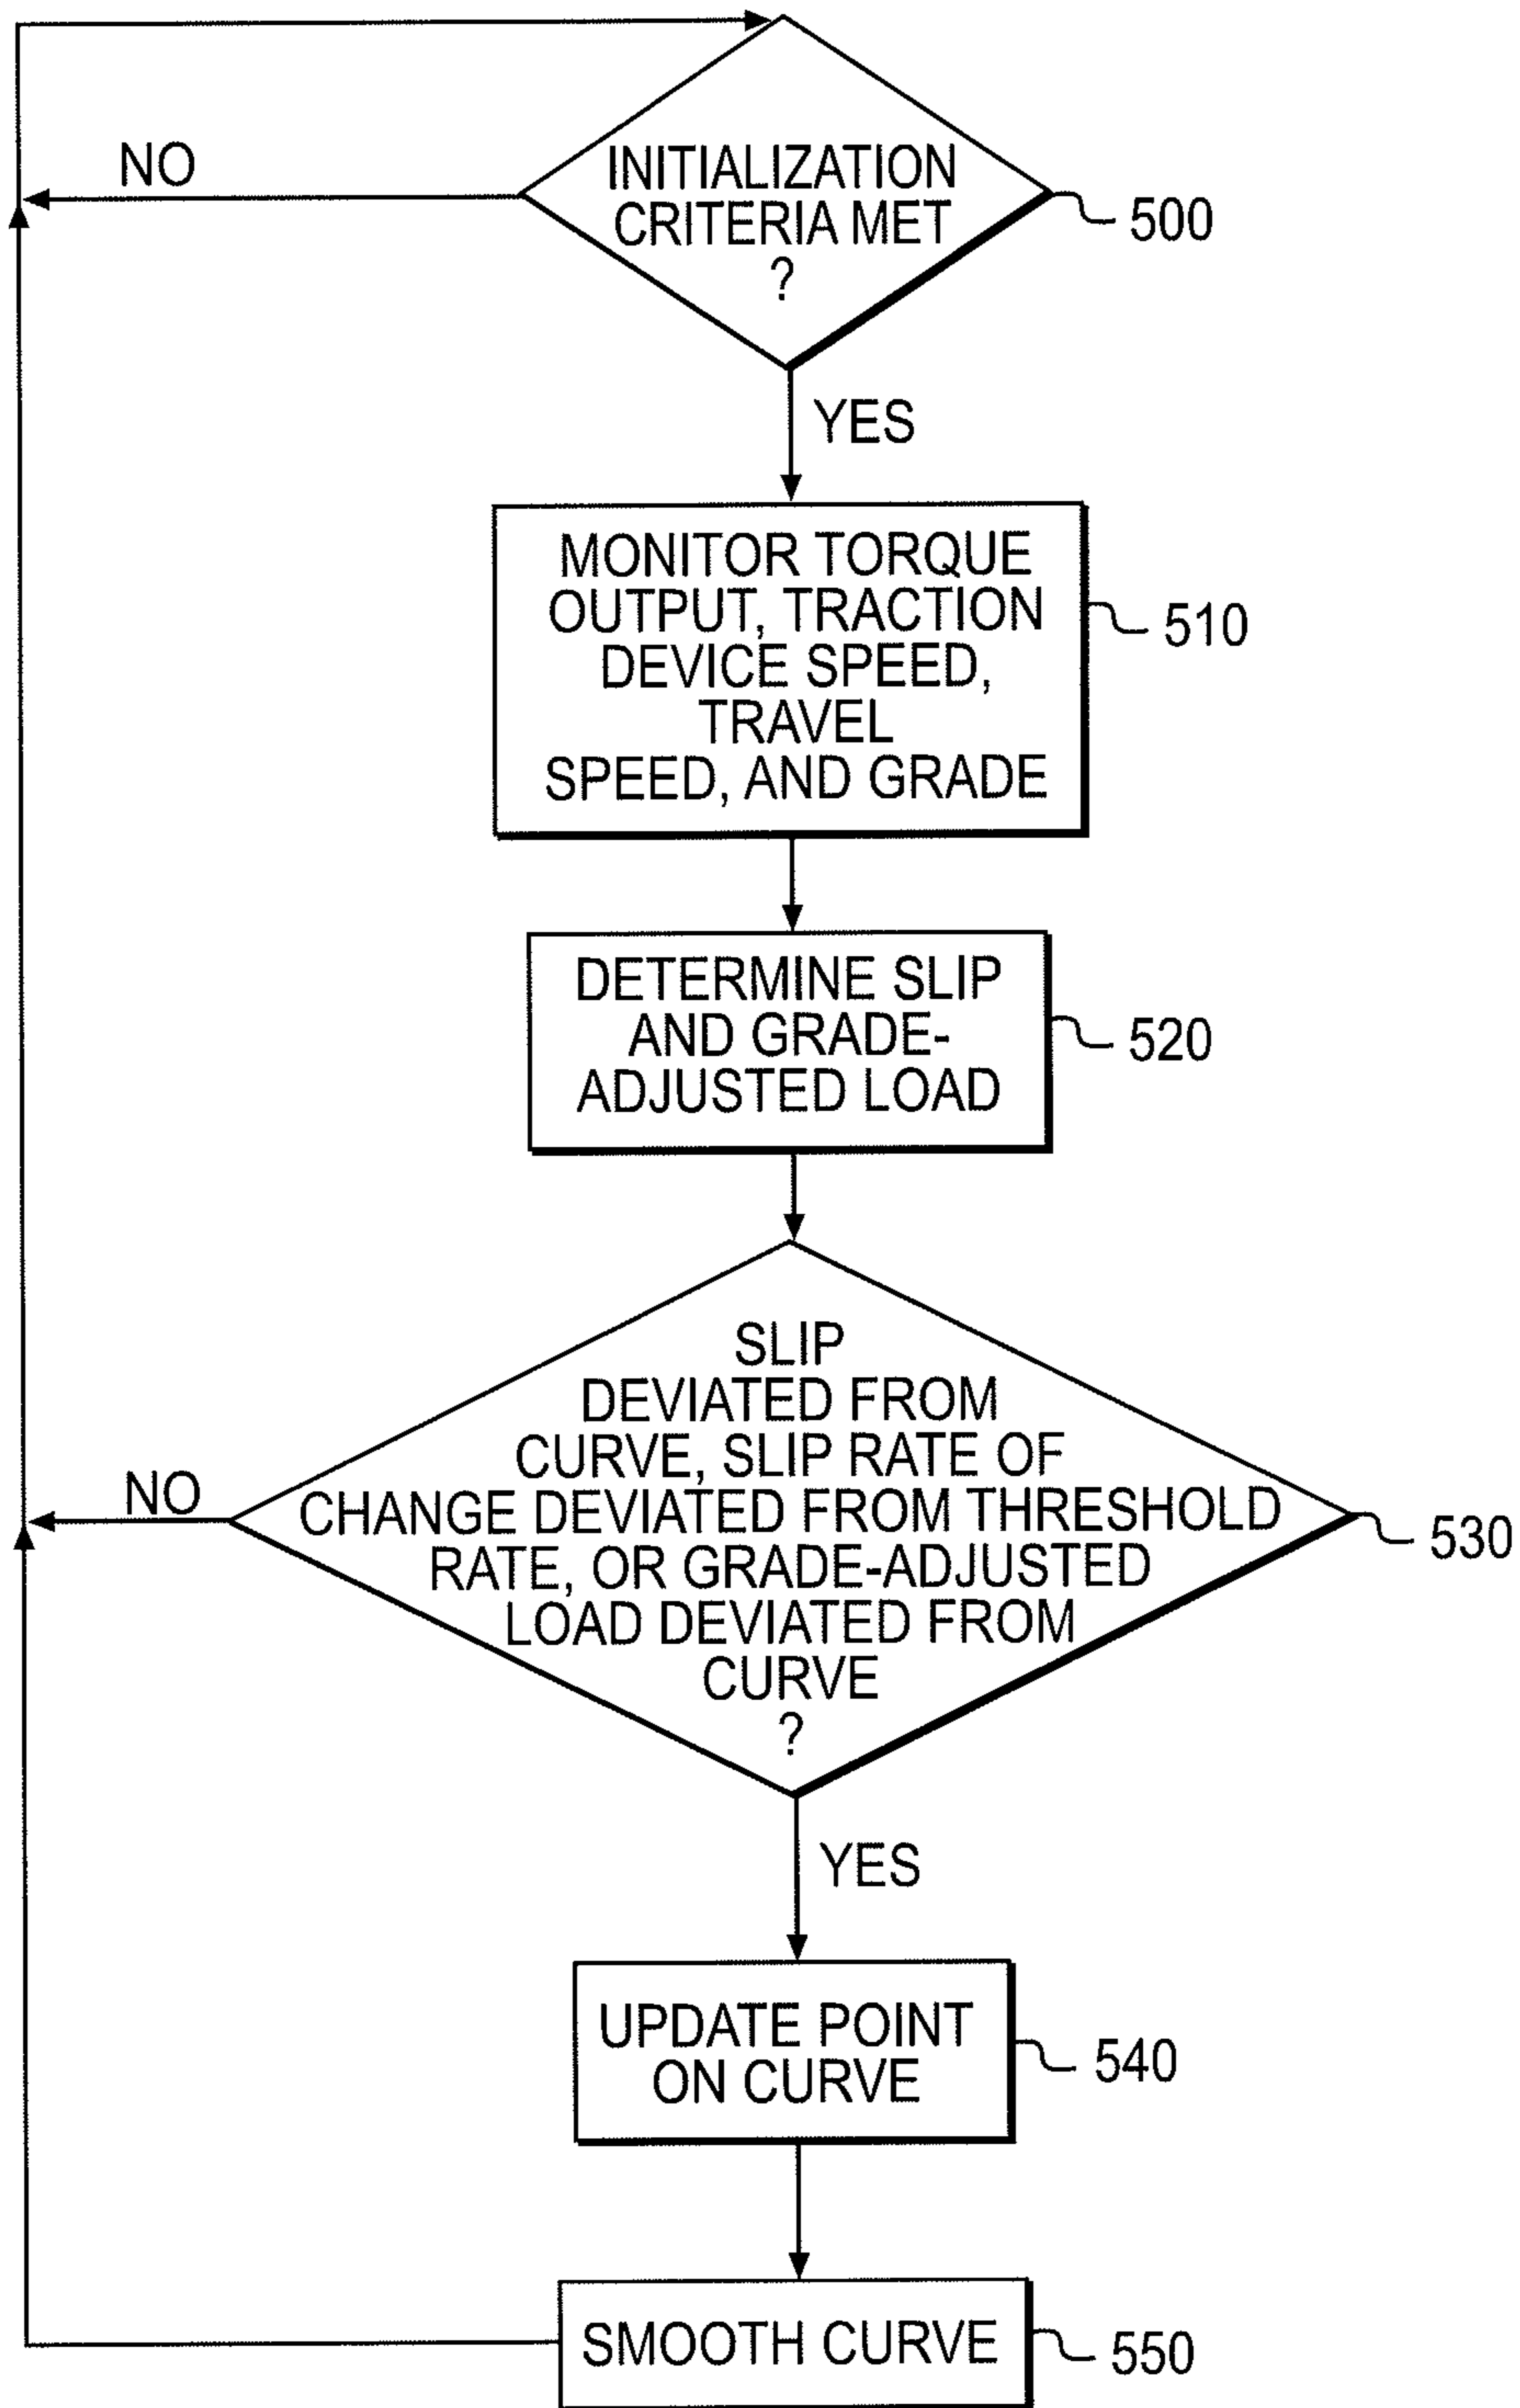 NO
INITIALIZATION
CRITERIA MET
?
500
YES
MONITOR TORQUE
OUTPUT, TRACTION
DEVICE SPEED,
TRAVEL
SPEED, AND GRADE
510
DETERMINE SLIP
AND GRADE-
ADJUSTED LOAD
520
SLIP
DEVIATED FROM
CURVE, SLIP RATE OF
CHANGE DEVIATED FROM THRESHOLD
RATE, OR GRADE-ADJUSTED
LOAD DEVIATED FROM
CURVE
?
NO
530
YES
UPDATE POINT
ON CURVE
540
SMOOTH CURVE
550